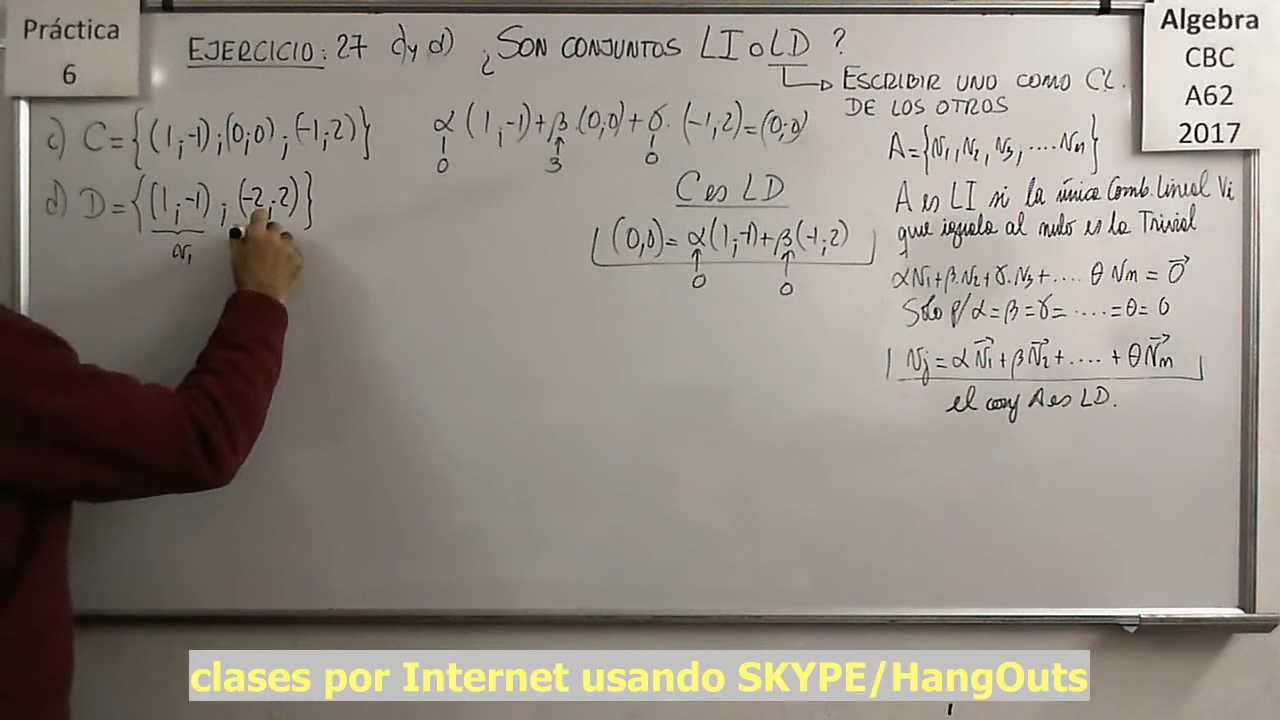 Práctica
6
EJERCICIO: 27 c) y d) ¿SON CONJUNTOS LI o LD ?
ESCRIBIR UNO COMO CL.
DE LOS OTROS
Algebra
CBC
A62
2017
c) C = {(1;-1);(0;0);(-1;2)}
α (1;-1)+β.(0;0)+δ.(-1;2)=(0;0)
0 3 0
C es LD
(0;0)= α(1;-1)+β(-1;2)
0 0
d) D = {(1;-1) ; (-2;2)}
v1
A={v1, v2, v3, ....vn}
A es LI si la única Comb. Lineal Vi
que iguala al nulo es la Trivial
αv1+β.v2+γ.v3+.... θ vn = 0⃗
Sólo p/ α=β=γ= .....=θ= 0
vj = α v⃗1+βv⃗2+....+θv⃗n
el conj A es LD.
clases por Internet usando SKYPE/HangOuts